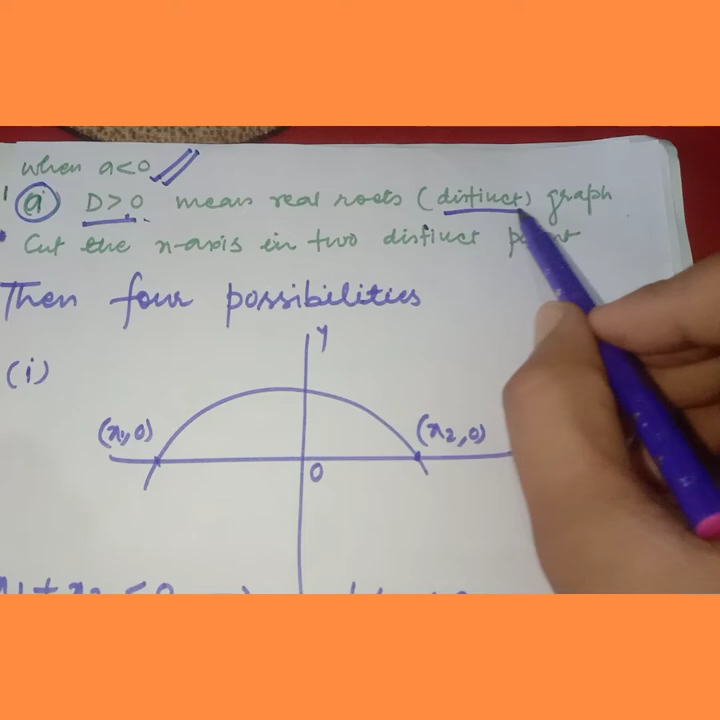 when a<0
(a) D>0 mean real roots (distinct) graph
Cut the x-axis in two distinct point
Then four possibilities
y
(i)
(x1,0) (x2,0)
0